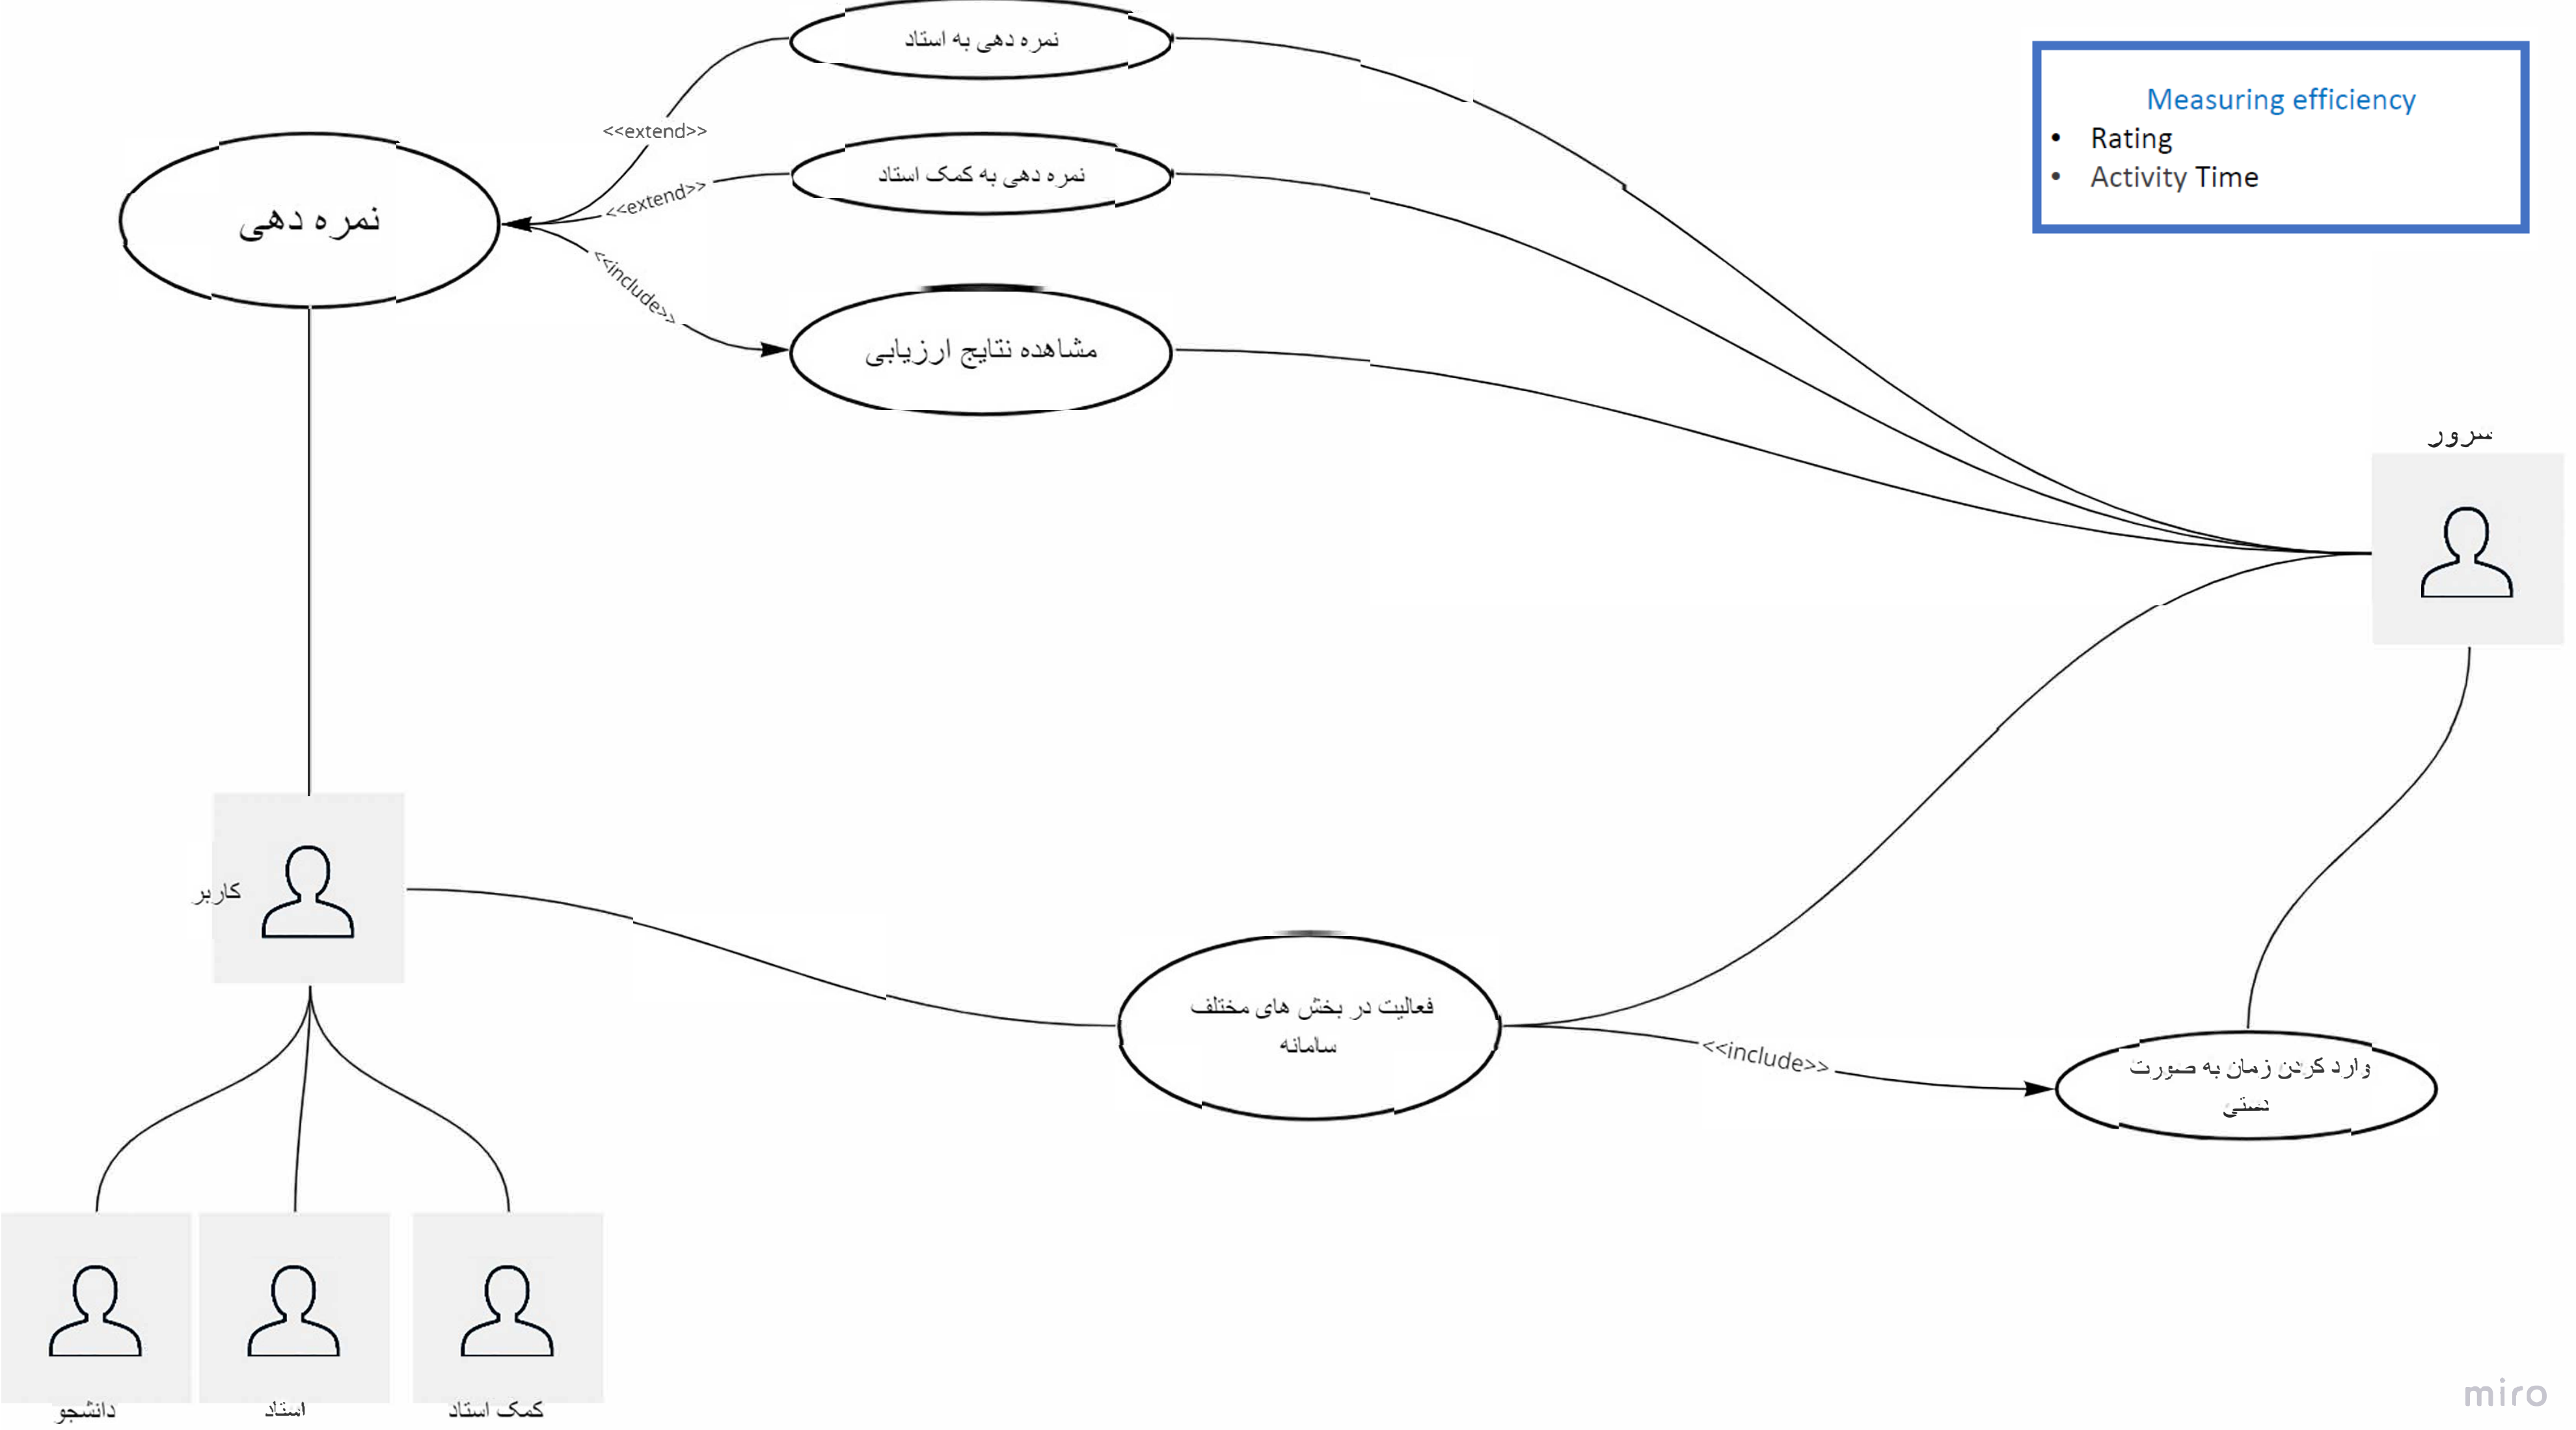 نمره دهی به استاد
<<extend>>
نمره دهی به کمک استاد
<<extend>>
نمره دهی
<<include>>
مشاهده نتایج ارزیابی
Measuring efficiency
• Rating
• Activity Time
سرور
کاربر
فعالیت در بخش های مختلف
سامانه
<<include>>
وارد کردن زمان به صورت
دستی
دانشجو
استاد
کمک استاد
miro